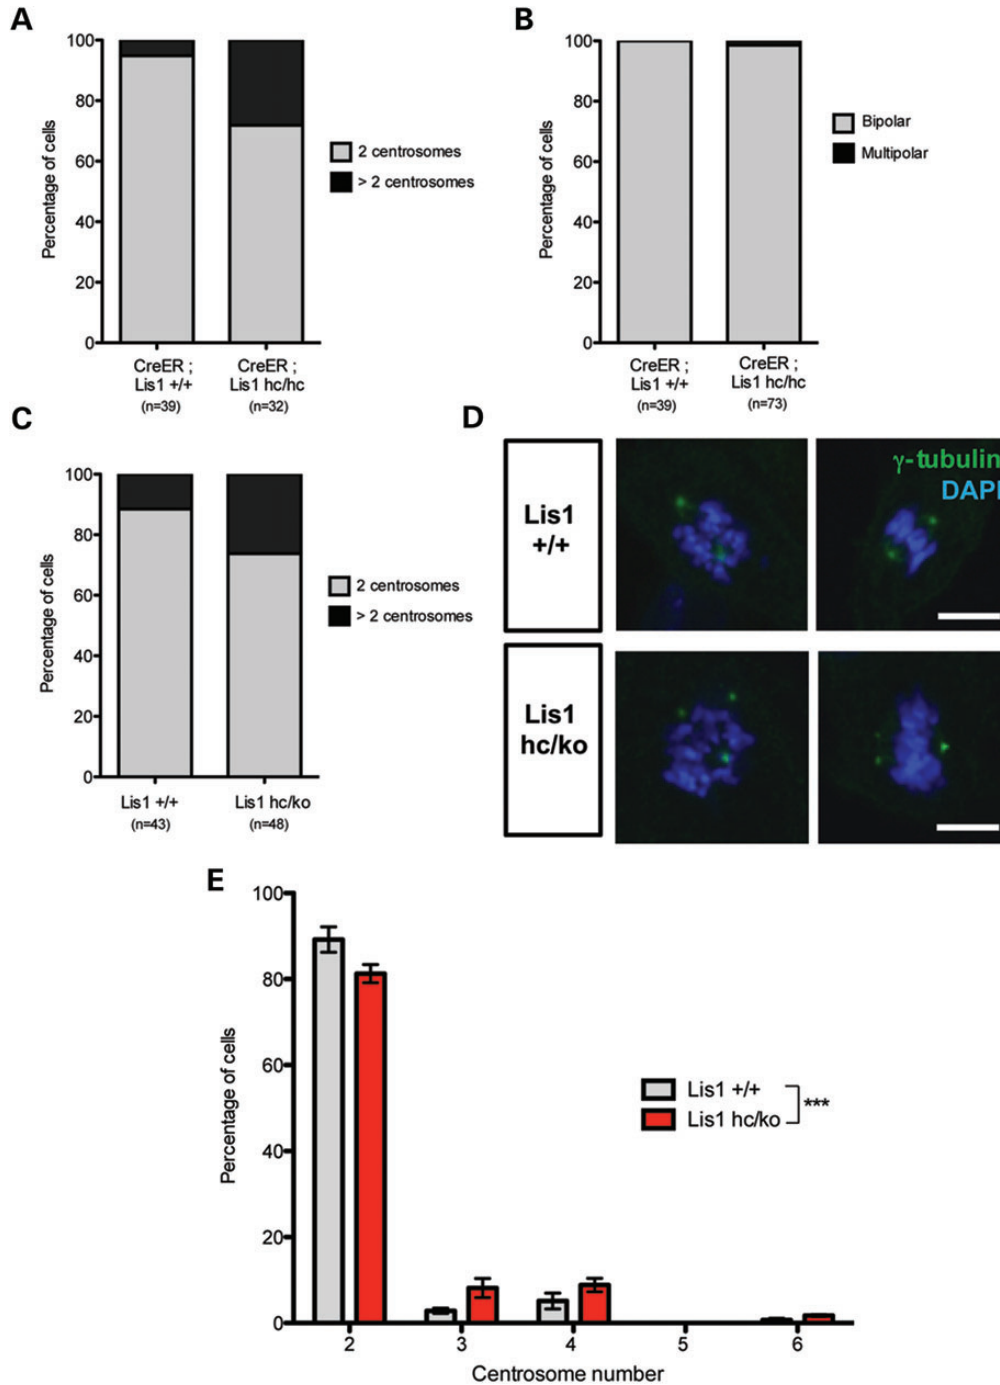 A
100
80
60
40
20
0
Percentage of cells
CreER ;
Lis1 +/+
(n=39)
CreER ;
Lis1 hc/hc
(n=32)
2 centrosomes
> 2 centrosomes
B
100
80
60
40
20
0
Percentage of cells
CreER ;
Lis1 +/+
(n=39)
CreER ;
Lis1 hc/hc
(n=73)
Bipolar
Multipolar
C
100
80
60
40
20
0
Percentage of cells
Lis1 +/+
(n=43)
Lis1 hc/ko
(n=48)
2 centrosomes
> 2 centrosomes
D
Lis1
+/+
γ-tubulin
DAPI
Lis1
hc/ko
E
100
80
60
40
20
0
Percentage of cells
2 3 4 5 6
Centrosome number
Lis1 +/+
Lis1 hc/ko
***